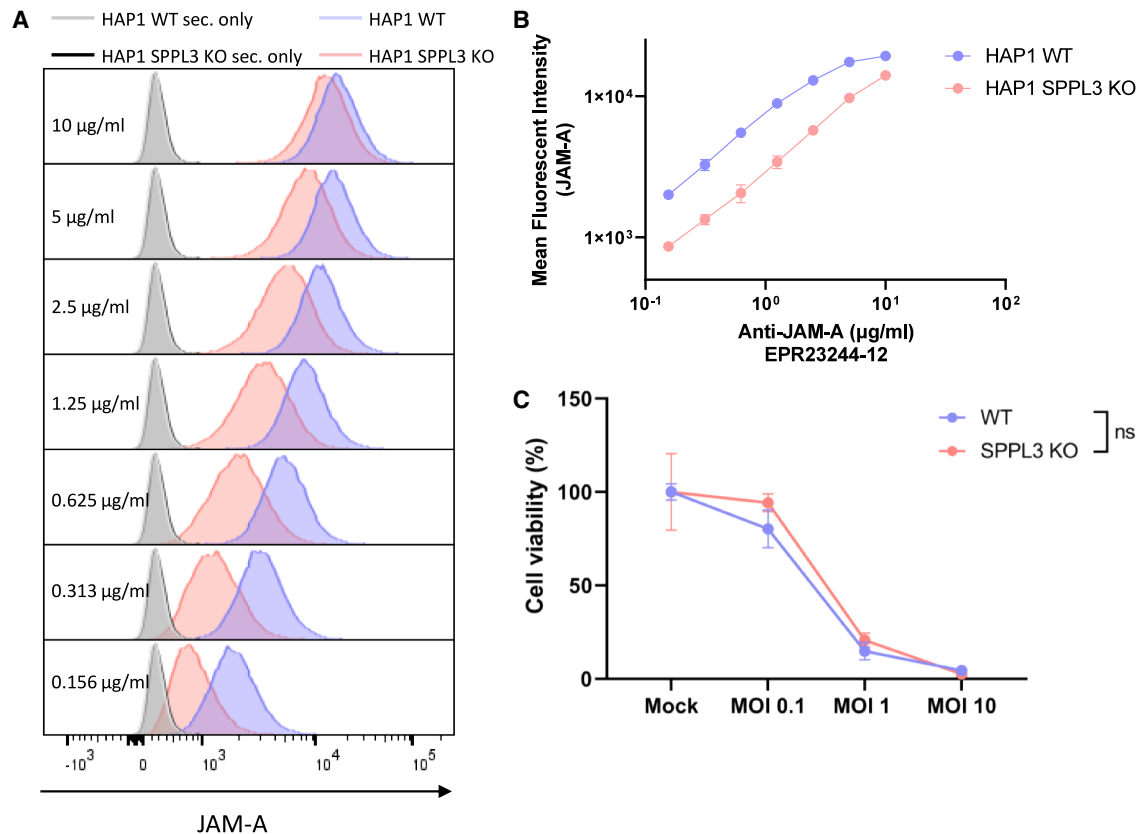 A
HAP1 WT sec. only
HAP1 WT
HAP1 SPPL3 KO sec. only
HAP1 SPPL3 KO
10 µg/ml
5 µg/ml
2.5 µg/ml
1.25 µg/ml
0.625 µg/ml
0.313 µg/ml
0.156 µg/ml
-10³ 0 10³ 10⁴ 10⁵
JAM-A
B
Mean Fluorescent Intensity
(JAM-A)
1×10⁴
1×10³
10⁻¹ 10⁰ 10¹ 10²
Anti-JAM-A (µg/ml)
EPR23244-12
HAP1 WT
HAP1 SPPL3 KO
C
Cell viability (%)
150
100
50
0
Mock MOI 0.1 MOI 1 MOI 10
WT
SPPL3 KO
ns